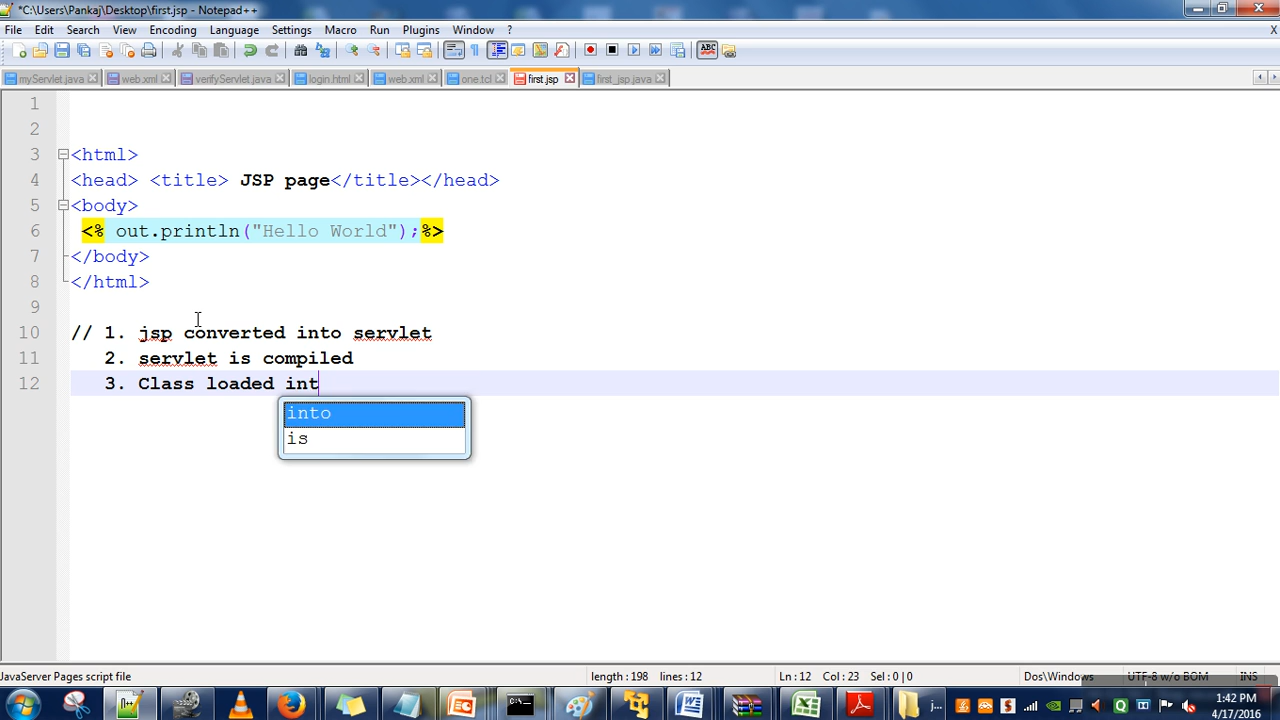 *C:\Users\Pankaj\Desktop\first.jsp - Notepad++
File Edit Search View Encoding Language Settings Macro Run Plugins Window ? X
myServlet.java web.xml verifyServlet.java login.html web.xml one.tcl first.jsp first_jsp.java
1
2
3 <html>
4 <head> <title> JSP page</title></head>
5 <body>
6 <% out.println("Hello World");%>
7 </body>
8 </html>
9
10 // 1. jsp converted into servlet
11 2. servlet is compiled
12 3. Class loaded int
into
is
JavaServer Pages script file length : 198 lines : 12 Ln : 12 Col : 23 Sel : 0 | 0 Dos\Windows UTF-8 w/o BOM INS
j...
1:42 PM
4/17/2016